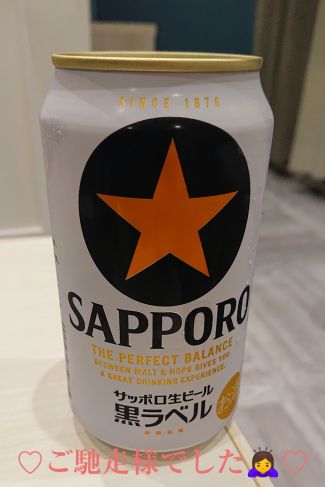 SINCE 1876
SAPPORO
THE PERFECT BALANCE
BETWEEN MALT & HOPS GIVES YOU
A GREAT DRINKING EXPERIENCE.
サッポロ生ビール
黒ラベル
♡ご馳走様でした🙇‍♀️♡